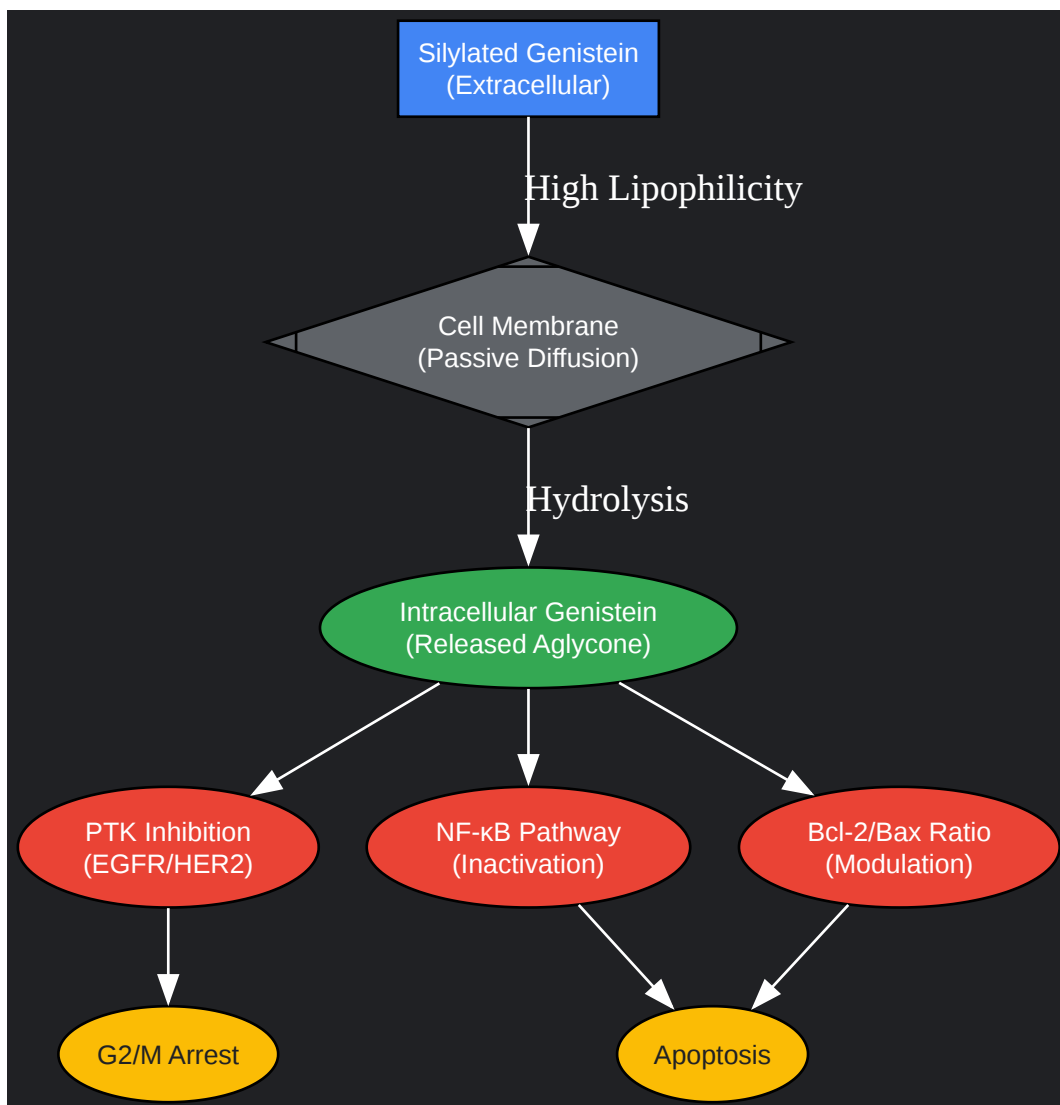 Silylated Genistein
(Extracellular)
High Lipophilicity
Cell Membrane
(Passive Diffusion)
Hydrolysis
Intracellular Genistein
(Released Aglycone)
PTK Inhibition
(EGFR/HER2)
NF-κB Pathway
(Inactivation)
Bcl-2/Bax Ratio
(Modulation)
G2/M Arrest
Apoptosis